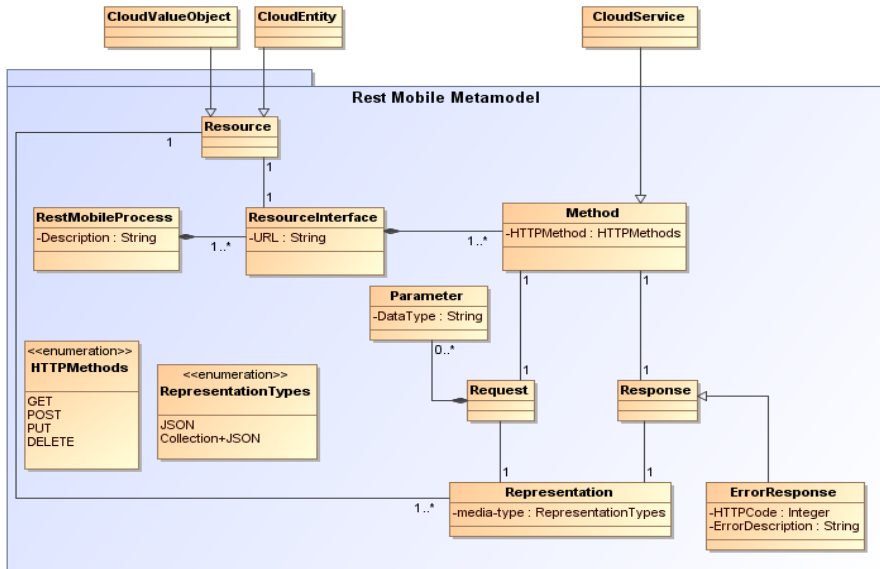 CloudValueObject
CloudEntity
CloudService
Rest Mobile Metamodel
Resource
1
1
1
RestMobileProcess
-Description : String
1..*
ResourceInterface
-URL : String
1..*
Method
-HTTPMethod : HTTPMethods
1
1
Parameter
-DataType : String
0..*
1
1
<<enumeration>>
HTTPMethods
GET
POST
PUT
DELETE
<<enumeration>>
RepresentationTypes
JSON
Collection+JSON
Request
Response
1
1
1..*
Representation
-media-type : RepresentationTypes
ErrorResponse
-HTTPCode : Integer
-ErrorDescription : String